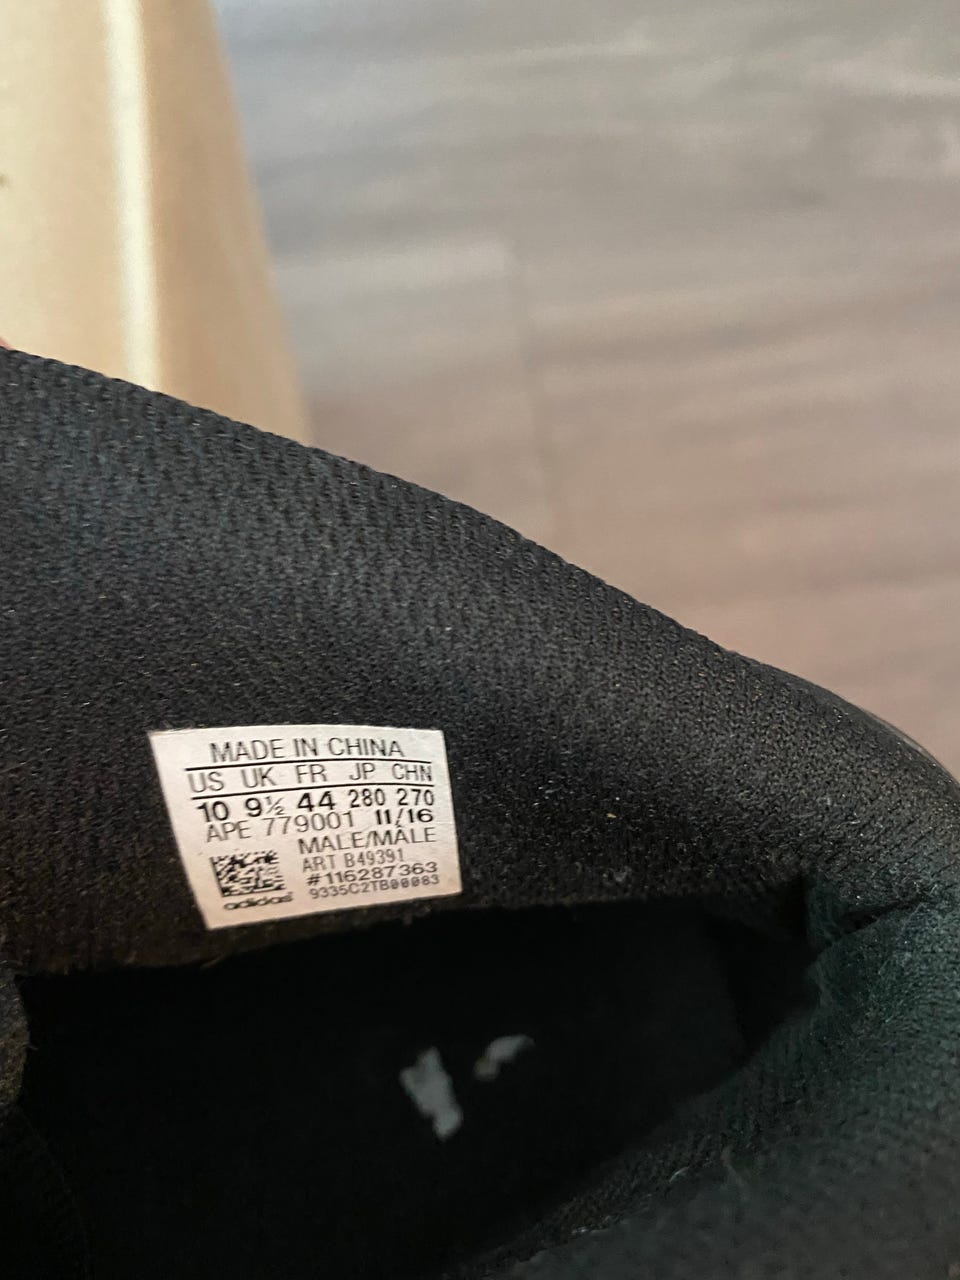 MADE IN CHINA
US UK FR JP CHN
10 9½ 44 280 270
APE 779001 11/16
MALE/MÂLE
ART B49391
#116287363
9335C2TB00083
adidas